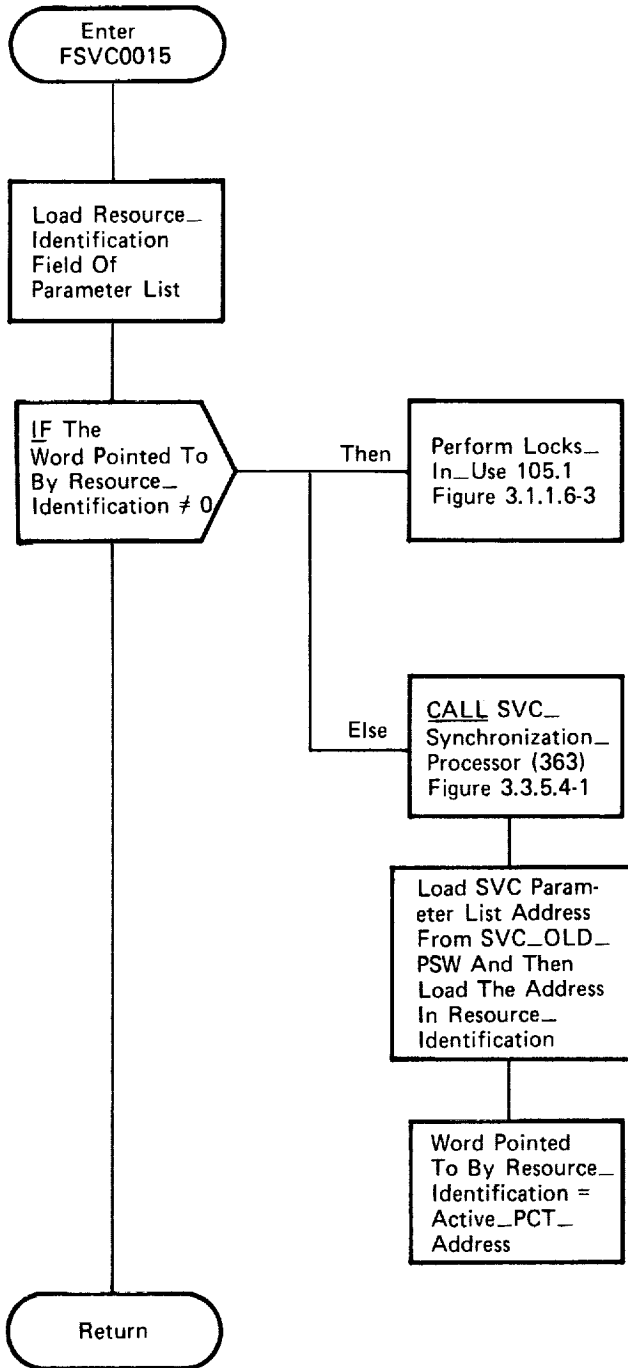 Enter
FSVC0015
Load Resource_
Identification
Field Of
Parameter List
IF The
Word Pointed To
By Resource_
Identification ≠ 0
Then
Perform Locks_
In_Use 105.1
Figure 3.1.1.6-3
Else
CALL SVC_
Synchronization_
Processor (363)
Figure 3.3.5.4-1
Load SVC Param-
eter List Address
From SVC_OLD_
PSW And Then
Load The Address
In Resource_
Identification
Word Pointed
To By Resource_
Identification =
Active_PCT_
Address
Return